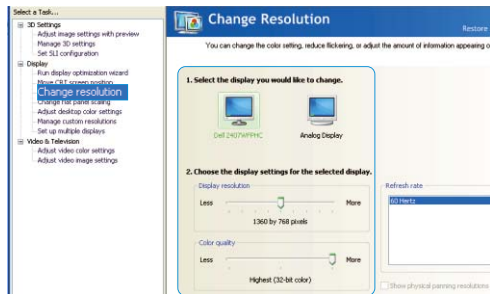 Select a Task...
3D Settings
Adjust image settings with preview
Manage 3D settings
Set SLI configuration
Display
Run display optimization wizard
Move CRT screen position
Change resolution
Change flat panel scaling
Adjust desktop color settings
Manage custom resolutions
Set up multiple displays
Video & Television
Adjust video color settings
Adjust video image settings
Change Resolution
Restore
You can change the color setting, reduce flickering, or adjust the amount of information appearing o
1. Select the display you would like to change.
Dell 2407WFPHC
Analog Display
2. Choose the display settings for the selected display.
Display resolution
Less
More
1360 by 768 pixels
Color quality
Less
More
Highest (32-bit color)
Refresh rate
60 Hertz
Show physical panning resolutions